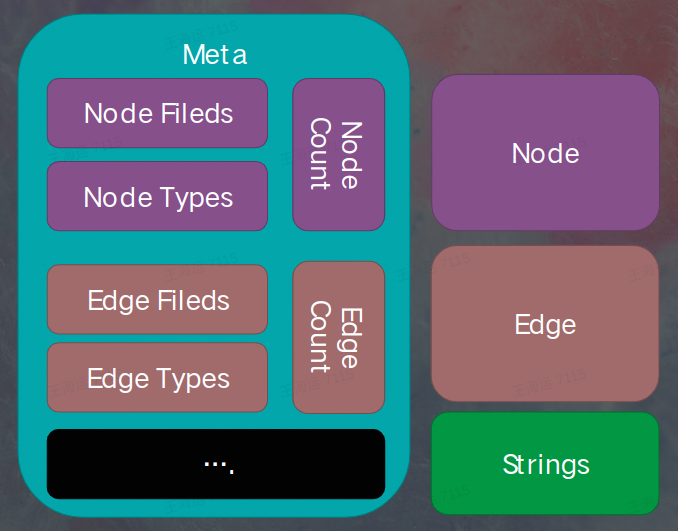 Meta
Node Fileds
Node Types
Node
Count
Edge Fileds
Edge Types
Edge
Count
….
Node
Edge
Strings